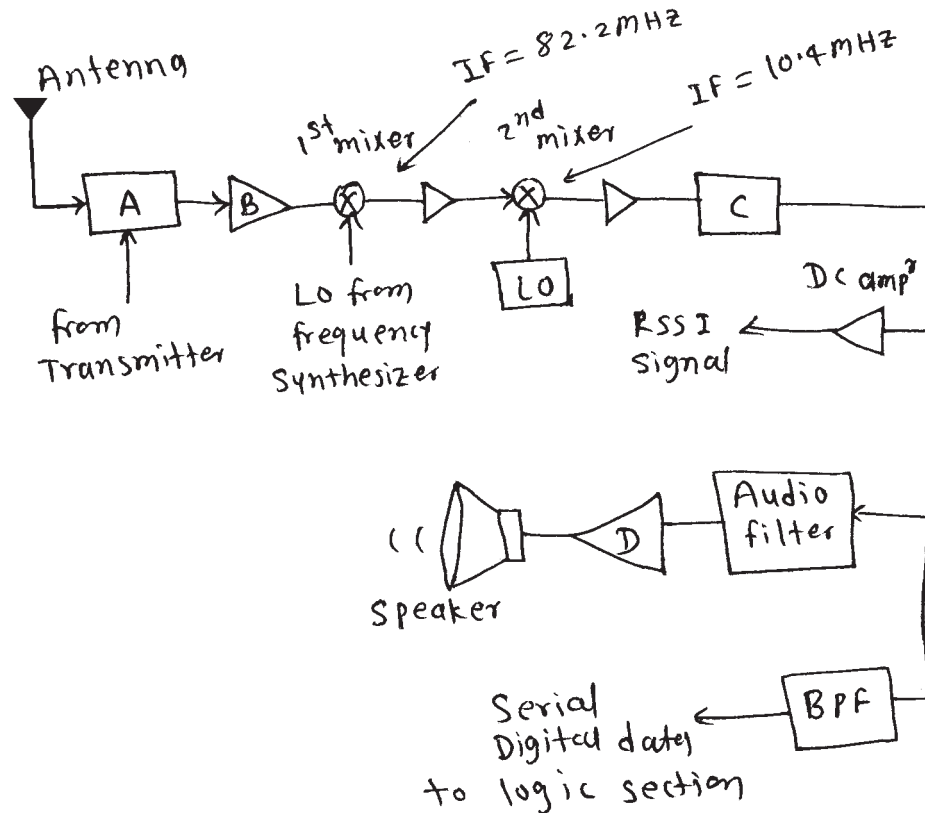 Antenna
IF = 82.2MHZ
IF = 10.4MHZ
1st mixer
2nd mixer
A
B
X
X
C
from
Transmitter
Lo from
frequency
Synthesizer
LO
DC ampr
RSSI
Signal
Audio
filter
D
Speaker
BPF
Serial
Digital dates
to logic section